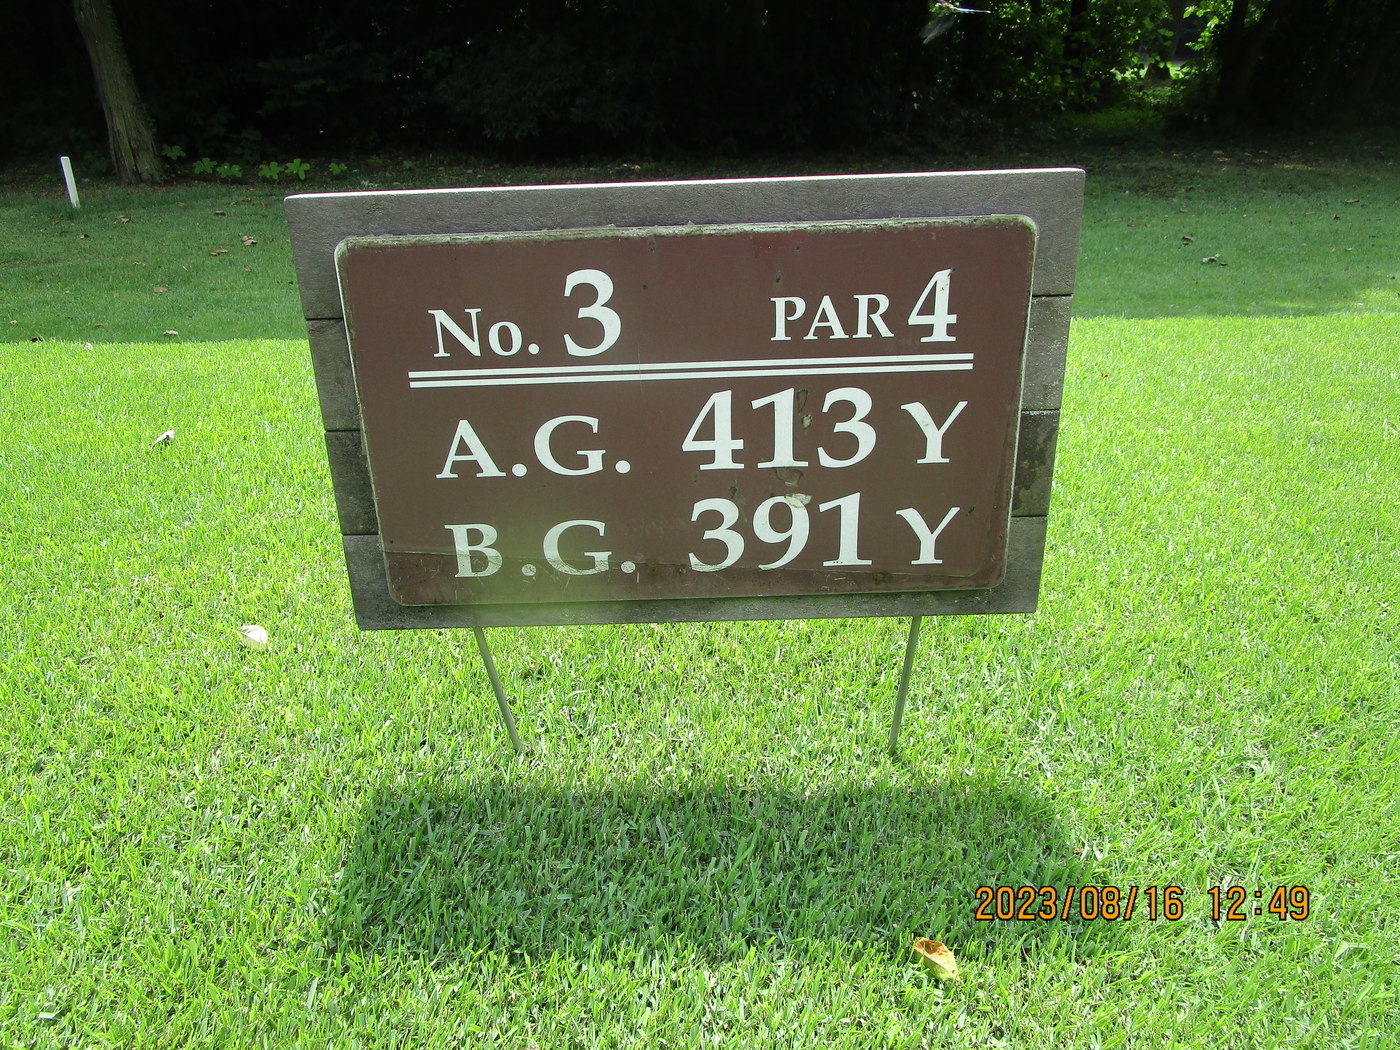 No. 3 PAR 4
A.G. 413 Y
B.G. 391 Y
2023/08/16 12:49